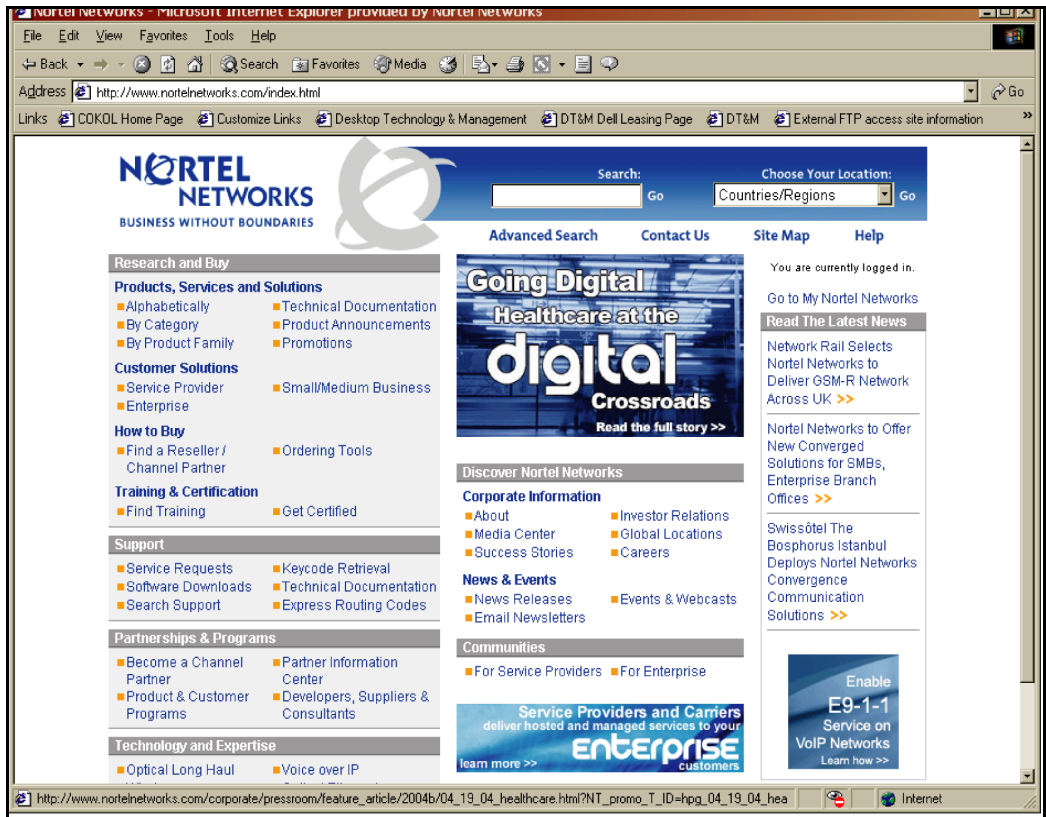 Nortel Networks - Microsoft Internet Explorer provided by Nortel Networks
File Edit View Favorites Tools Help
Back Search Favorites Media
Address http://www.nortelnetworks.com/index.html Go
Links COKOL Home Page Customize Links Desktop Technology & Management DT&M Dell Leasing Page DT&M External FTP access site information »
NORTEL
NETWORKS
BUSINESS WITHOUT BOUNDARIES
Search:
Go
Choose Your Location:
Countries/Regions Go
Advanced Search Contact Us Site Map Help
Research and Buy
Products, Services and Solutions
Alphabetically Technical Documentation
By Category Product Announcements
By Product Family Promotions
Customer Solutions
Service Provider Small/Medium Business
Enterprise
How to Buy
Find a Reseller / Ordering Tools
Channel Partner
Training & Certification
Find Training Get Certified
Support
Service Requests Keycode Retrieval
Software Downloads Technical Documentation
Search Support Express Routing Codes
Partnerships & Programs
Become a Channel Partner Information
Partner Center
Product & Customer Developers, Suppliers &
Programs Consultants
Technology and Expertise
Optical Long Haul Voice over IP
Going Digital
Healthcare at the
digital
Crossroads
Read the full story >>
Discover Nortel Networks
Corporate Information
About Investor Relations
Media Center Global Locations
Success Stories Careers
News & Events
News Releases Events & Webcasts
Email Newsletters
Communities
For Service Providers For Enterprise
Service Providers and Carriers
deliver hosted and managed services to your
enterprise
learn more >> customers
You are currently logged in.
Go to My Nortel Networks
Read The Latest News
Network Rail Selects
Nortel Networks to
Deliver GSM-R Network
Across UK >>
Nortel Networks to Offer
New Converged
Solutions for SMBs,
Enterprise Branch
Offices >>
Swissôtel The
Bosphorus Istanbul
Deploys Nortel Networks
Convergence
Communication
Solutions >>
Enable
E9-1-1
Service on
VoIP Networks
Learn how >>
http://www.nortelnetworks.com/corporate/pressroom/feature_article/2004b/04_19_04_healthcare.html?NT_promo_T_ID=hpg_04_19_04_hea Internet